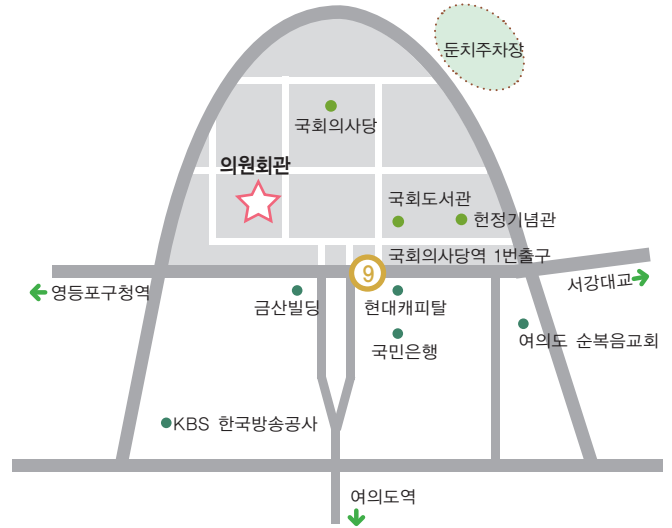 둔치주차장
국회의사당
의원회관
국회도서관
헌정기념관
국회의사당역 1번출구
9
서강대교
영등포구청역
금산빌딩
현대캐피탈
여의도 순복음교회
국민은행
KBS 한국방송공사
여의도역